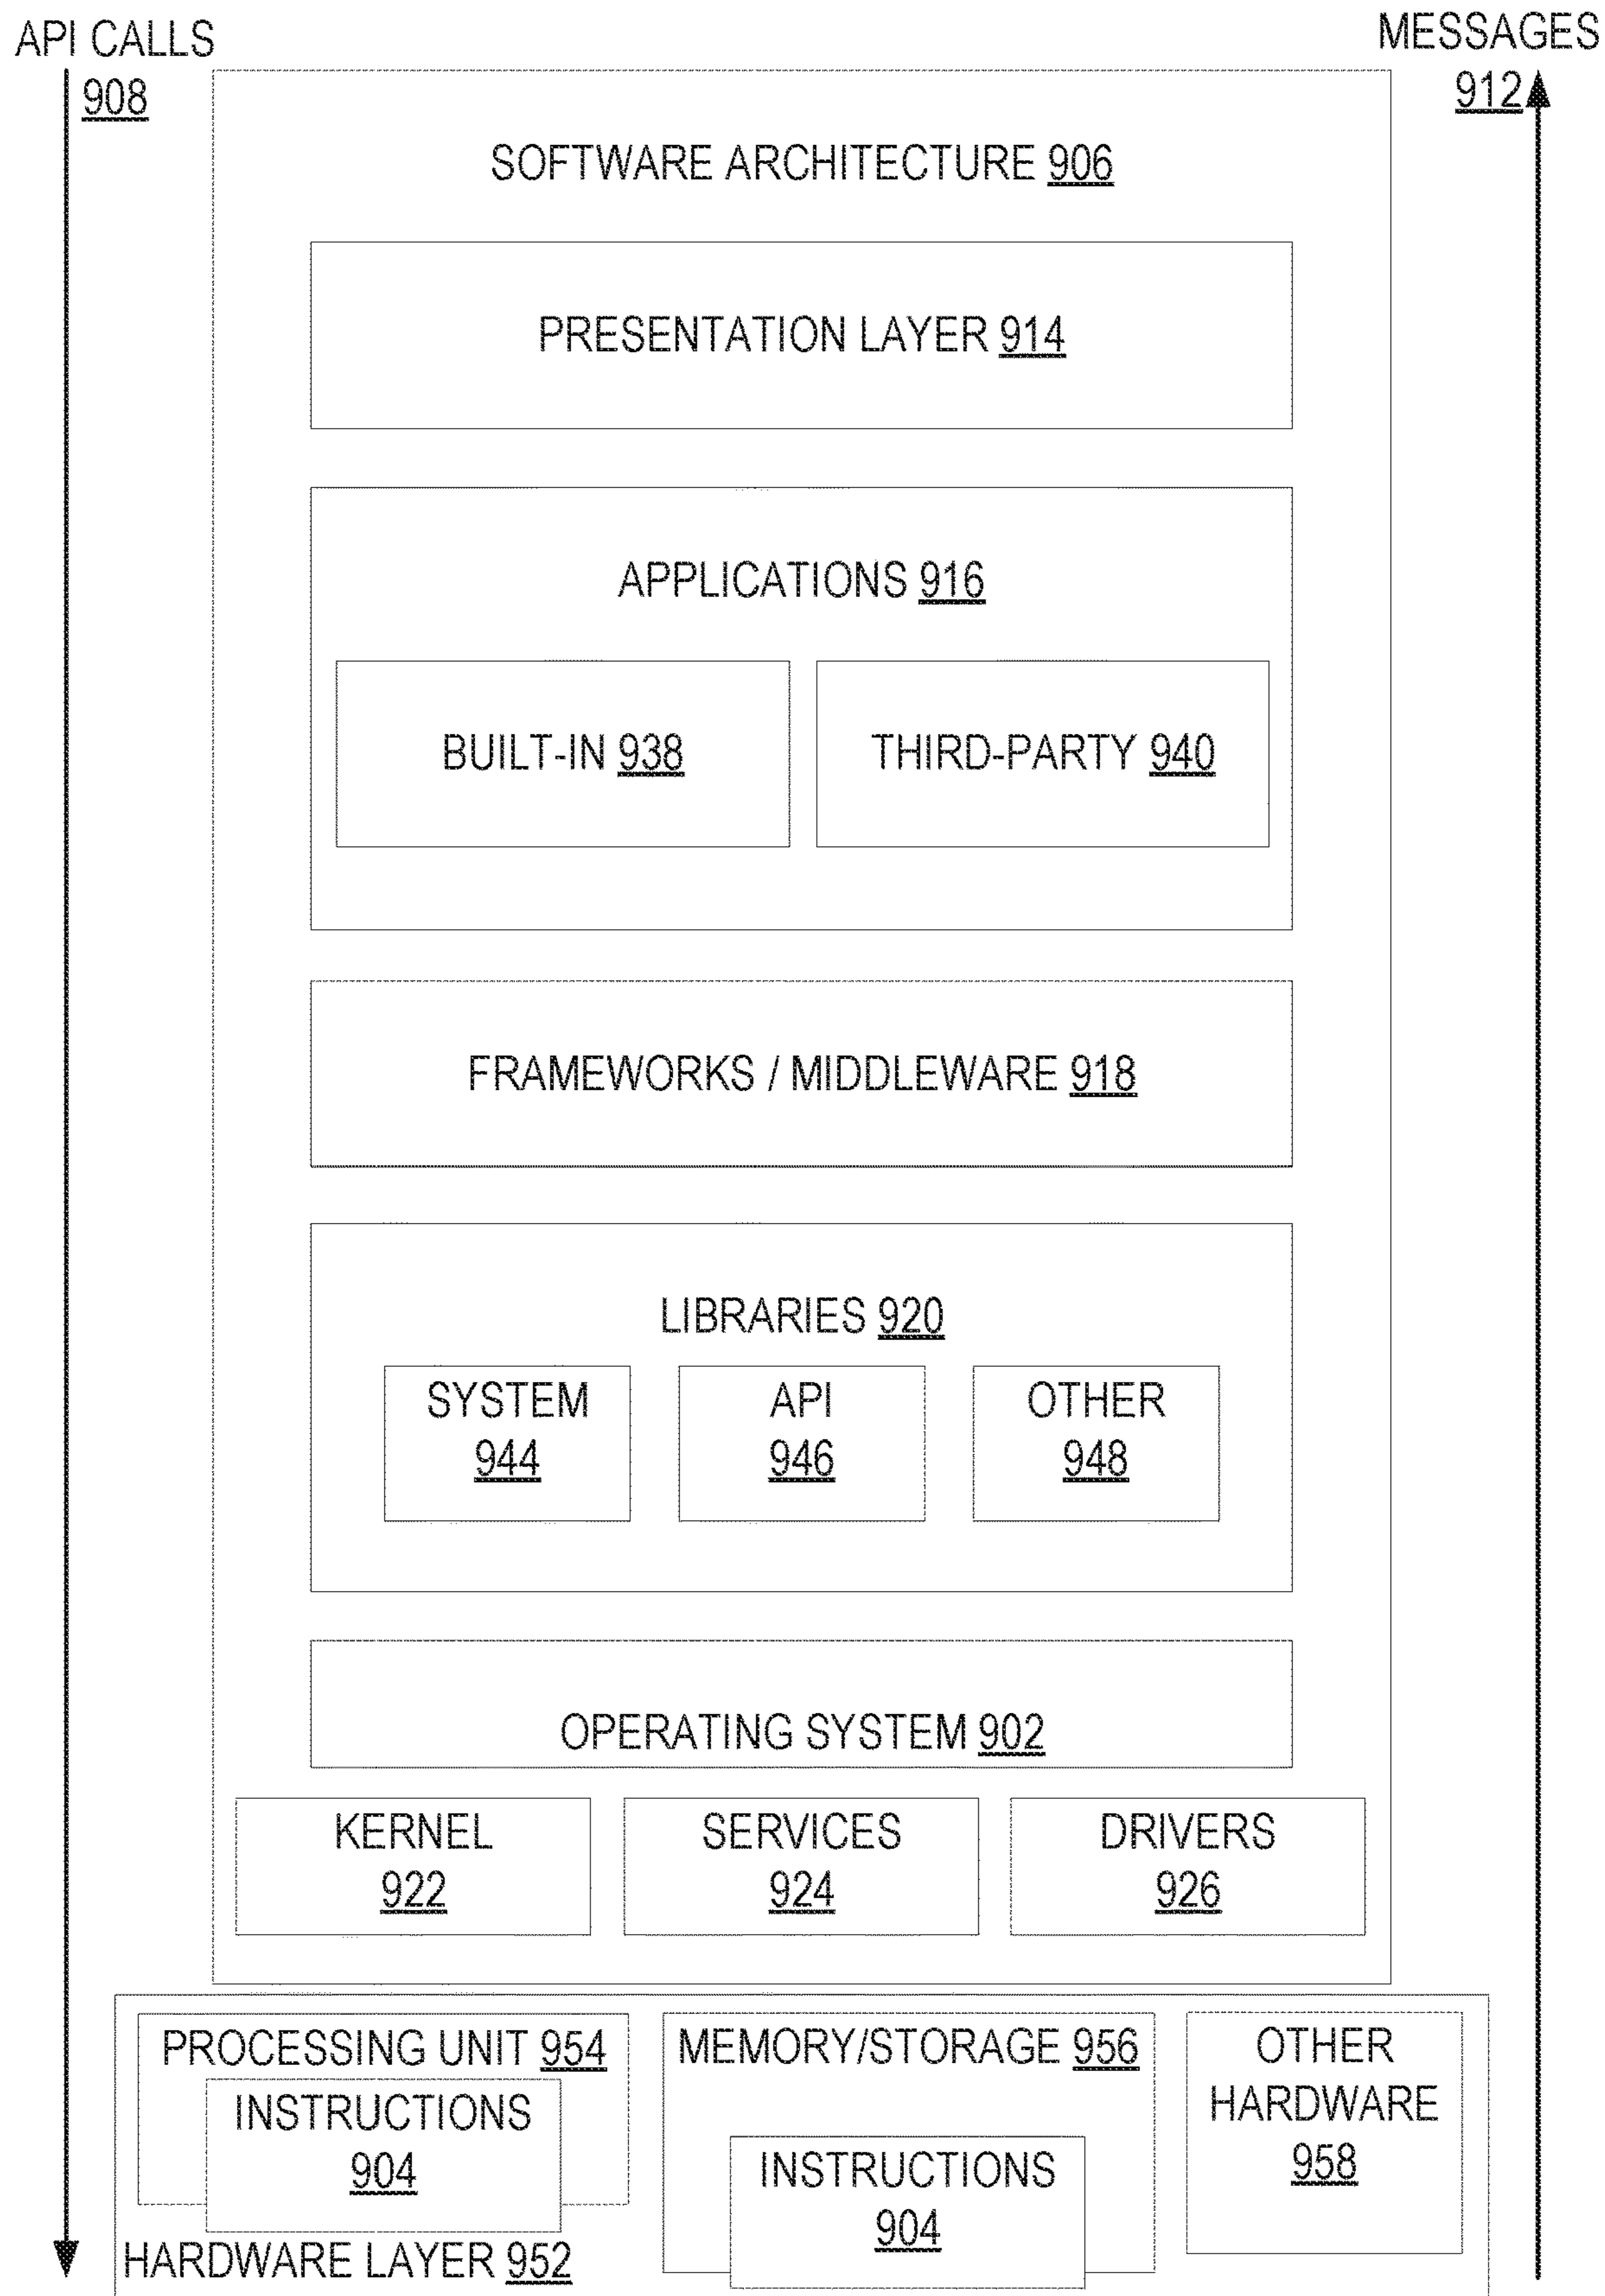 API CALLS
908
MESSAGES
912
SOFTWARE ARCHITECTURE 906
PRESENTATION LAYER 914
APPLICATIONS 916
BUILT-IN 938
THIRD-PARTY 940
FRAMEWORKS / MIDDLEWARE 918
LIBRARIES 920
SYSTEM
944
API
946
OTHER
948
OPERATING SYSTEM 902
KERNEL
922
SERVICES
924
DRIVERS
926
PROCESSING UNIT 954
INSTRUCTIONS
904
MEMORY/STORAGE 956
INSTRUCTIONS
904
OTHER
HARDWARE
958
HARDWARE LAYER 952